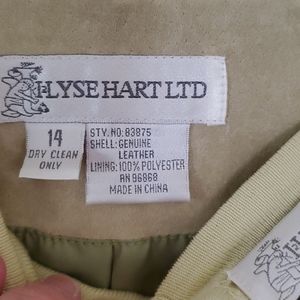 ILYSE HART LTD
14
DRY CLEAN
ONLY
STY. NO: 83875
SHELL: GENUINE
LEATHER
LINING: 100% POLYESTER
RN 96868
MADE IN CHINA